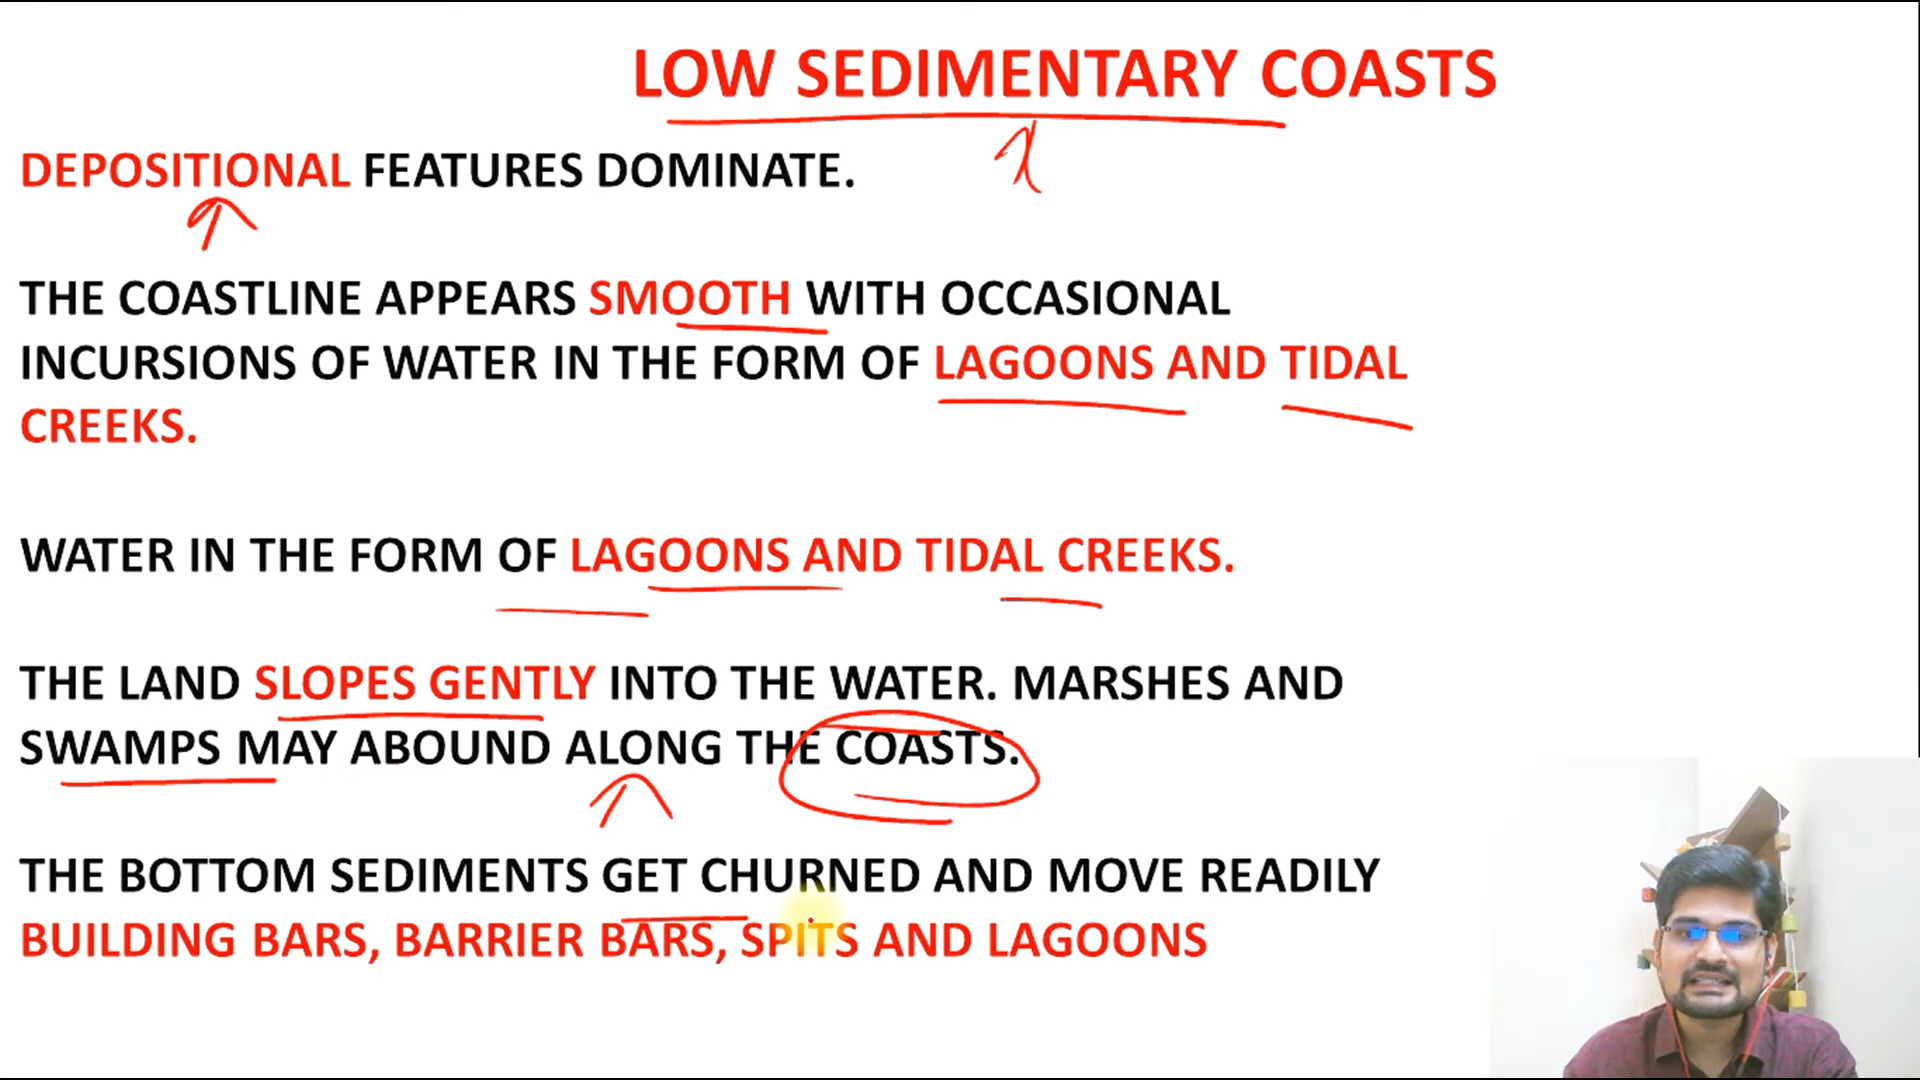 LOW SEDIMENTARY COASTS
DEPOSITIONAL FEATURES DOMINATE.
THE COASTLINE APPEARS SMOOTH WITH OCCASIONAL
INCURSIONS OF WATER IN THE FORM OF LAGOONS AND TIDAL
CREEKS.
WATER IN THE FORM OF LAGOONS AND TIDAL CREEKS.
THE LAND SLOPES GENTLY INTO THE WATER. MARSHES AND
SWAMPS MAY ABOUND ALONG THE COASTS.
THE BOTTOM SEDIMENTS GET CHURNED AND MOVE READILY
BUILDING BARS, BARRIER BARS, SPITS AND LAGOONS